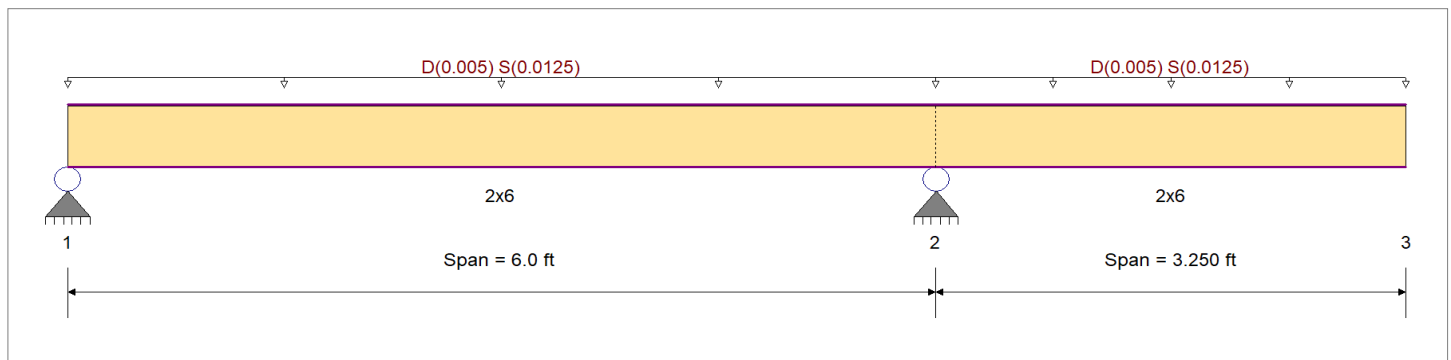 D(0.005) S(0.0125) D(0.005) S(0.0125)
2x6 2x6
1 2 3
Span = 6.0 ft Span = 3.250 ft